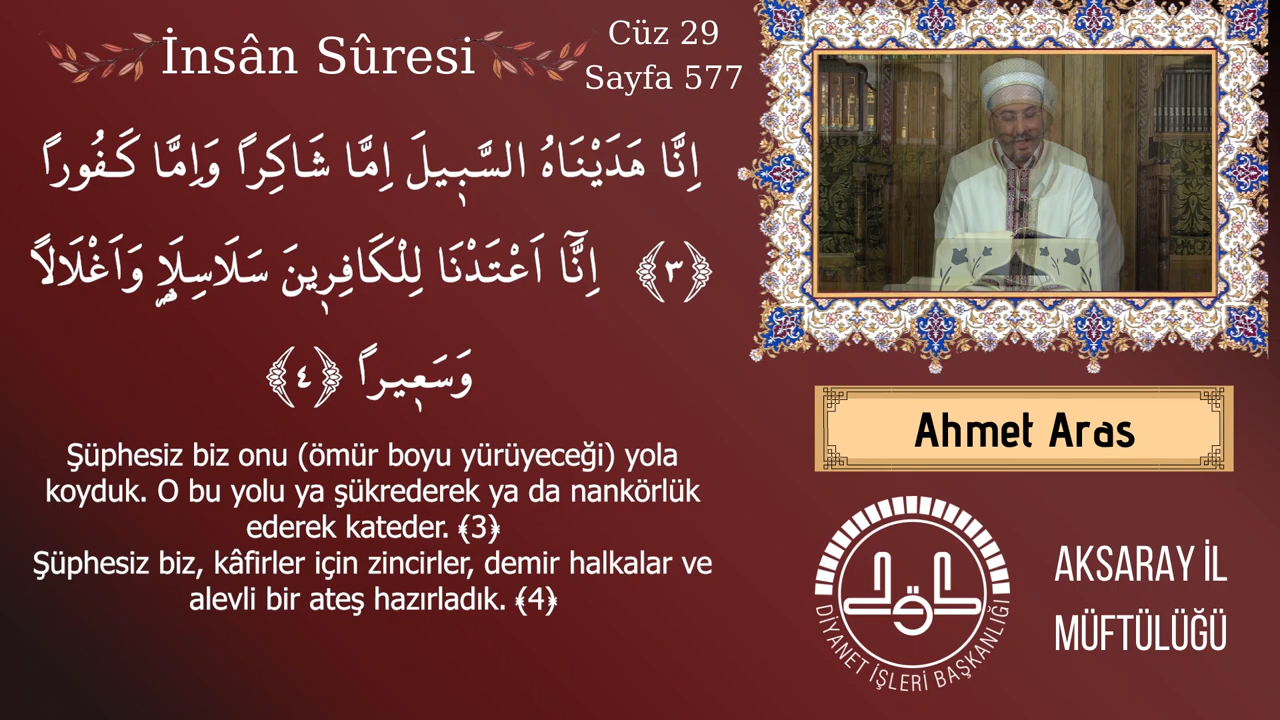 İnsân Sûresi
Cüz 29
Sayfa 577
اِنَّا هَدَيْنَاهُ السَّب۪يلَ اِمَّا شَاكِراً وَاِمَّا كَفُوراً
﴿٣﴾ اِنَّٓا اَعْتَدْنَا لِلْكَافِر۪ينَ سَلَاسِلَا۬ وَاَغْلَالاً
وَسَع۪يراً ﴿٤﴾
Şüphesiz biz onu (ömür boyu yürüyeceği) yola
koyduk. O bu yolu ya şükrederek ya da nankörlük
ederek kateder. ﴾3﴿
Şüphesiz biz, kâfirler için zincirler, demir halkalar ve
alevli bir ateş hazırladık. ﴾4﴿
Ahmet Aras
DİYANET İŞLERİ BAŞKANLIĞI
AKSARAY İL
MÜFTÜLÜĞÜ